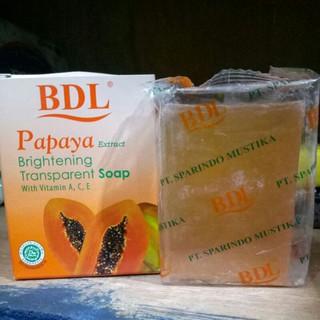 BDL®
Papaya Extract
Brightening
Transparent Soap
With Vitamin A, C, E
PT. SPARINDO MUSTIKA
BDL
PT. SPARINDO MUSTIKA
BDL
PT. SPARINDO MUSTIKA
BDL